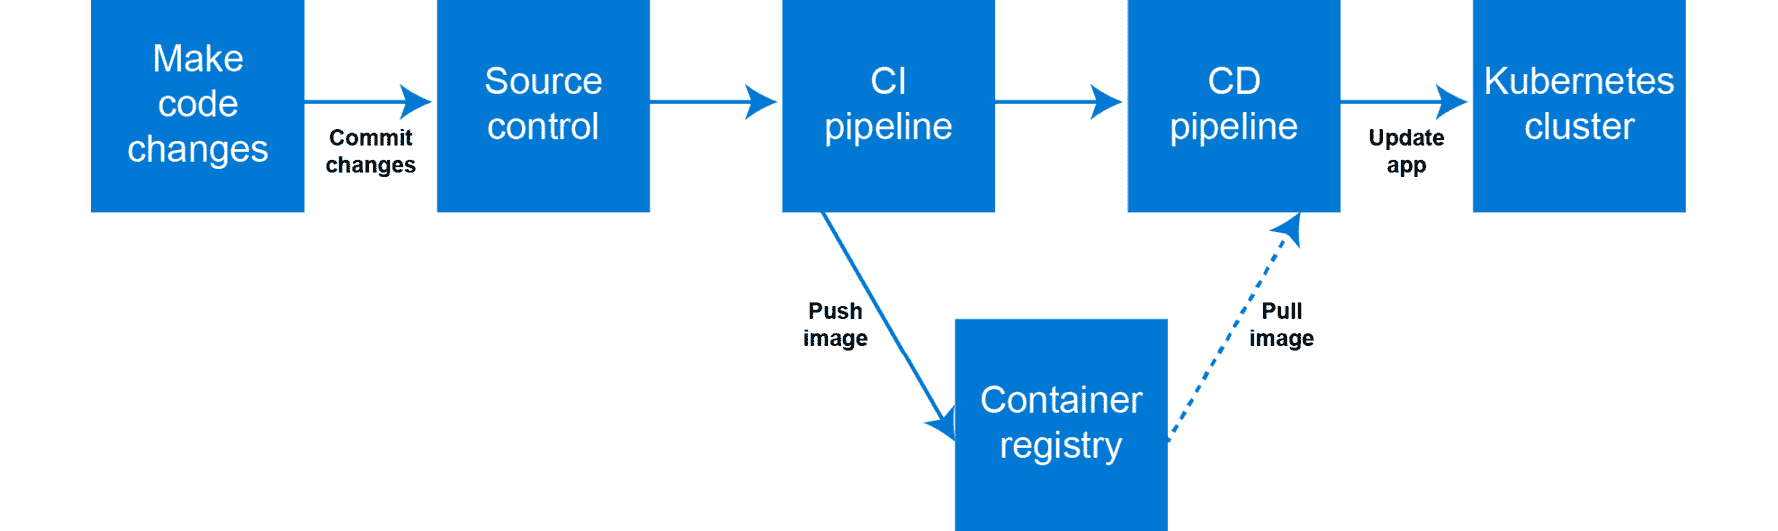 Make
code
changes
Commit
changes
Source
control
CI
pipeline
CD
pipeline
Update
app
Kubernetes
cluster
Push
image
Container
registry
Pull
image